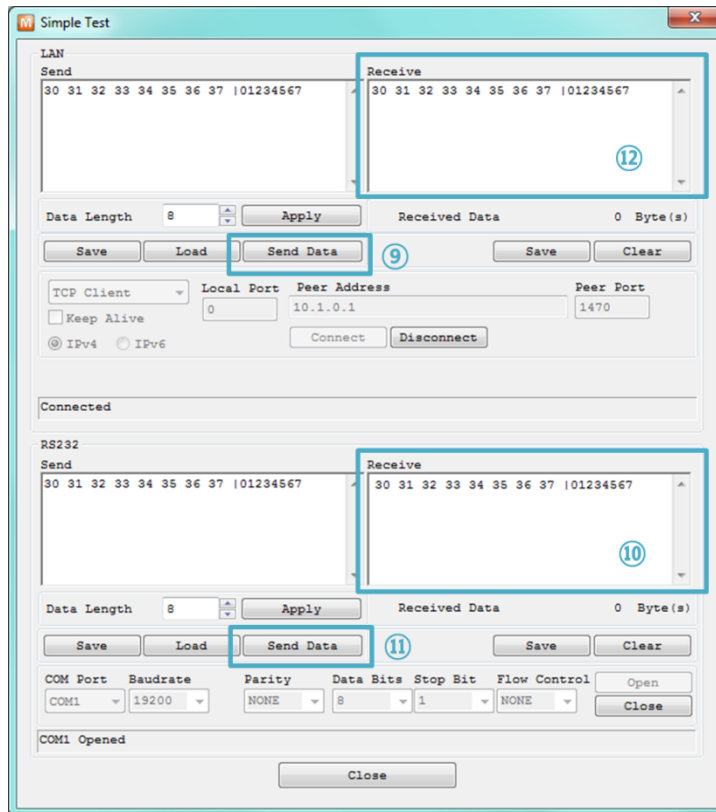 Simple Test
LAN
Send
Receive
30 31 32 33 34 35 36 37 |01234567
30 31 32 33 34 35 36 37 |01234567
⑫
Data Length 8 Apply Received Data 0 Byte(s)
Save Load Send Data ⑨ Save Clear
TCP Client Local Port Peer Address Peer Port
0 10.1.0.1 1470
Keep Alive
IPv4 IPv6 Connect Disconnect
Connected
RS232
Send
Receive
30 31 32 33 34 35 36 37 |01234567
30 31 32 33 34 35 36 37 |01234567
⑩
Data Length 8 Apply Received Data 0 Byte(s)
Save Load Send Data ⑪ Save Clear
COM Port Baudrate Parity Data Bits Stop Bit Flow Control Open
COM1 19200 NONE 8 1 NONE Close
COM1 Opened
Close